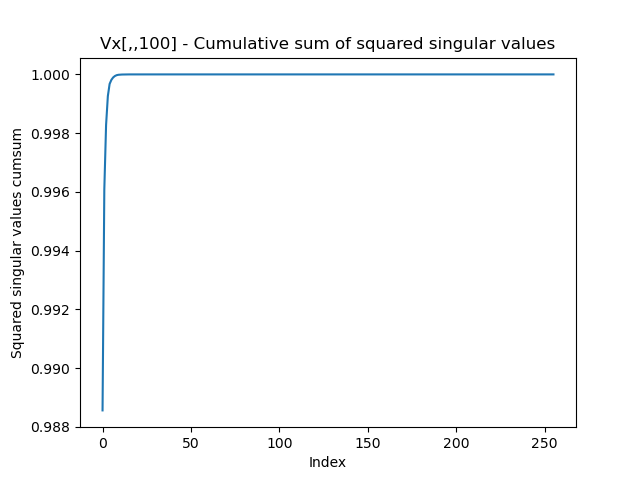 Vx[,,100] - Cumulative sum of squared singular values
Squared singular values cumsum
1.000
0.998
0.996
0.994
0.992
0.990
0.988
0 50 100 150 200 250
Index